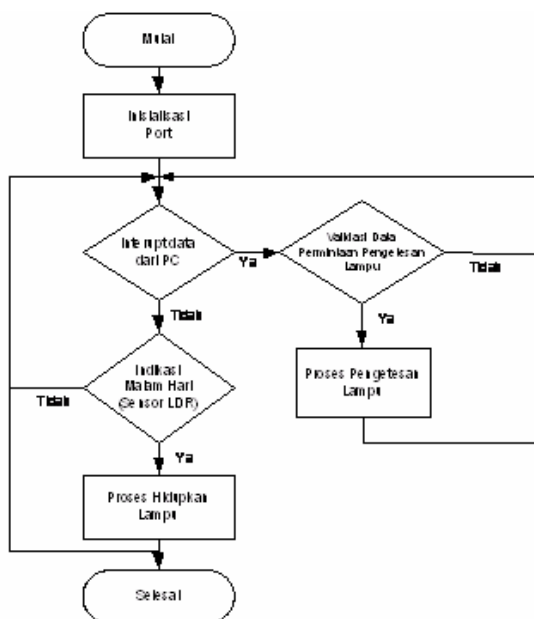 Mulai
Inisialisasi
Port
Interrupt data
dari PC
Ya
Validasi Data
Permintaan Pengetesan
Lampu
Tidak
Tidak
Ya
Indikasi
Malam Hari
(Sensor LDR)
Proses Pengetesan
Lampu
Tidak
Ya
Proses Hidupkan
Lampu
Selesai